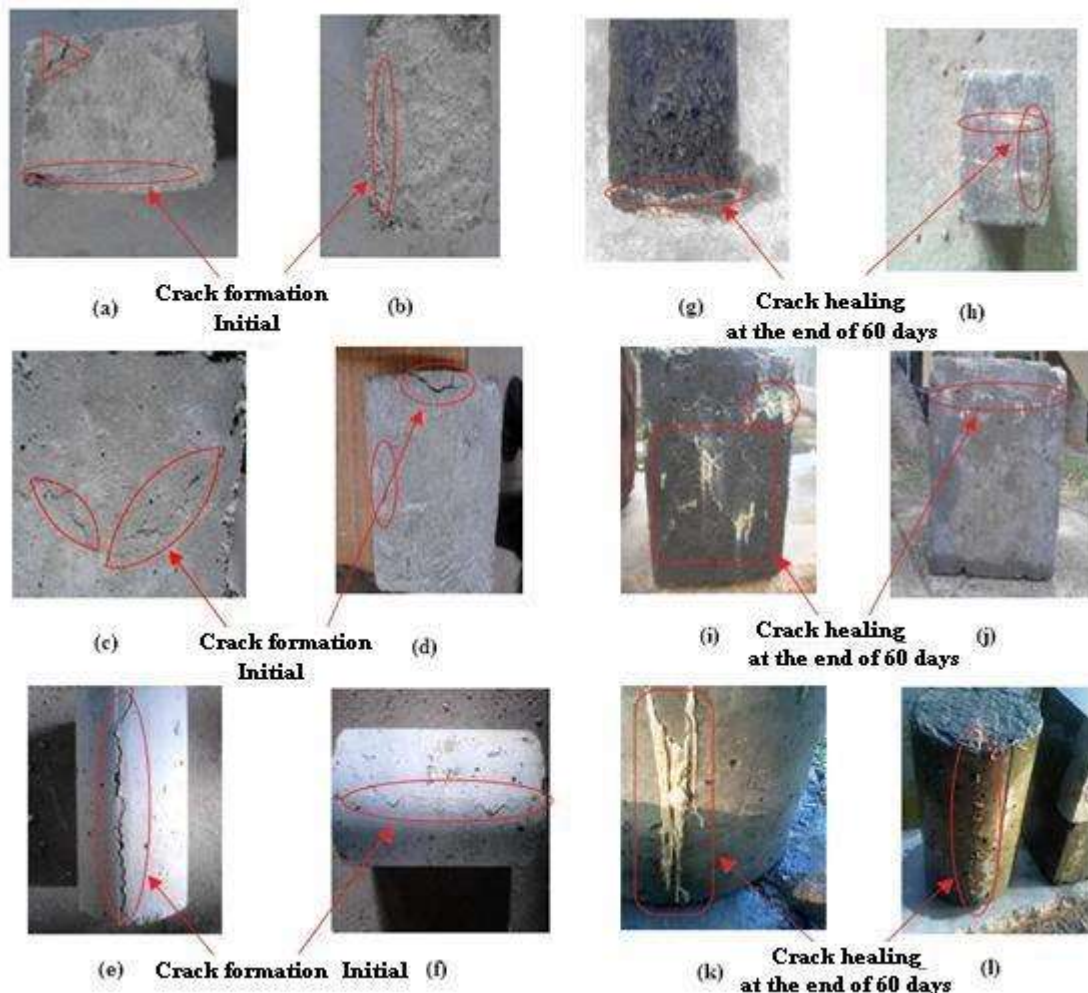 (a)
Crack formation
Initial
(b)
(g)
Crack healing
at the end of 60 days
(h)
(c)
Crack formation
Initial
(d)
(i)
Crack healing
at the end of 60 days
(j)
(e)
Crack formation Initial
(f)
(k)
Crack healing
at the end of 60 days
(l)